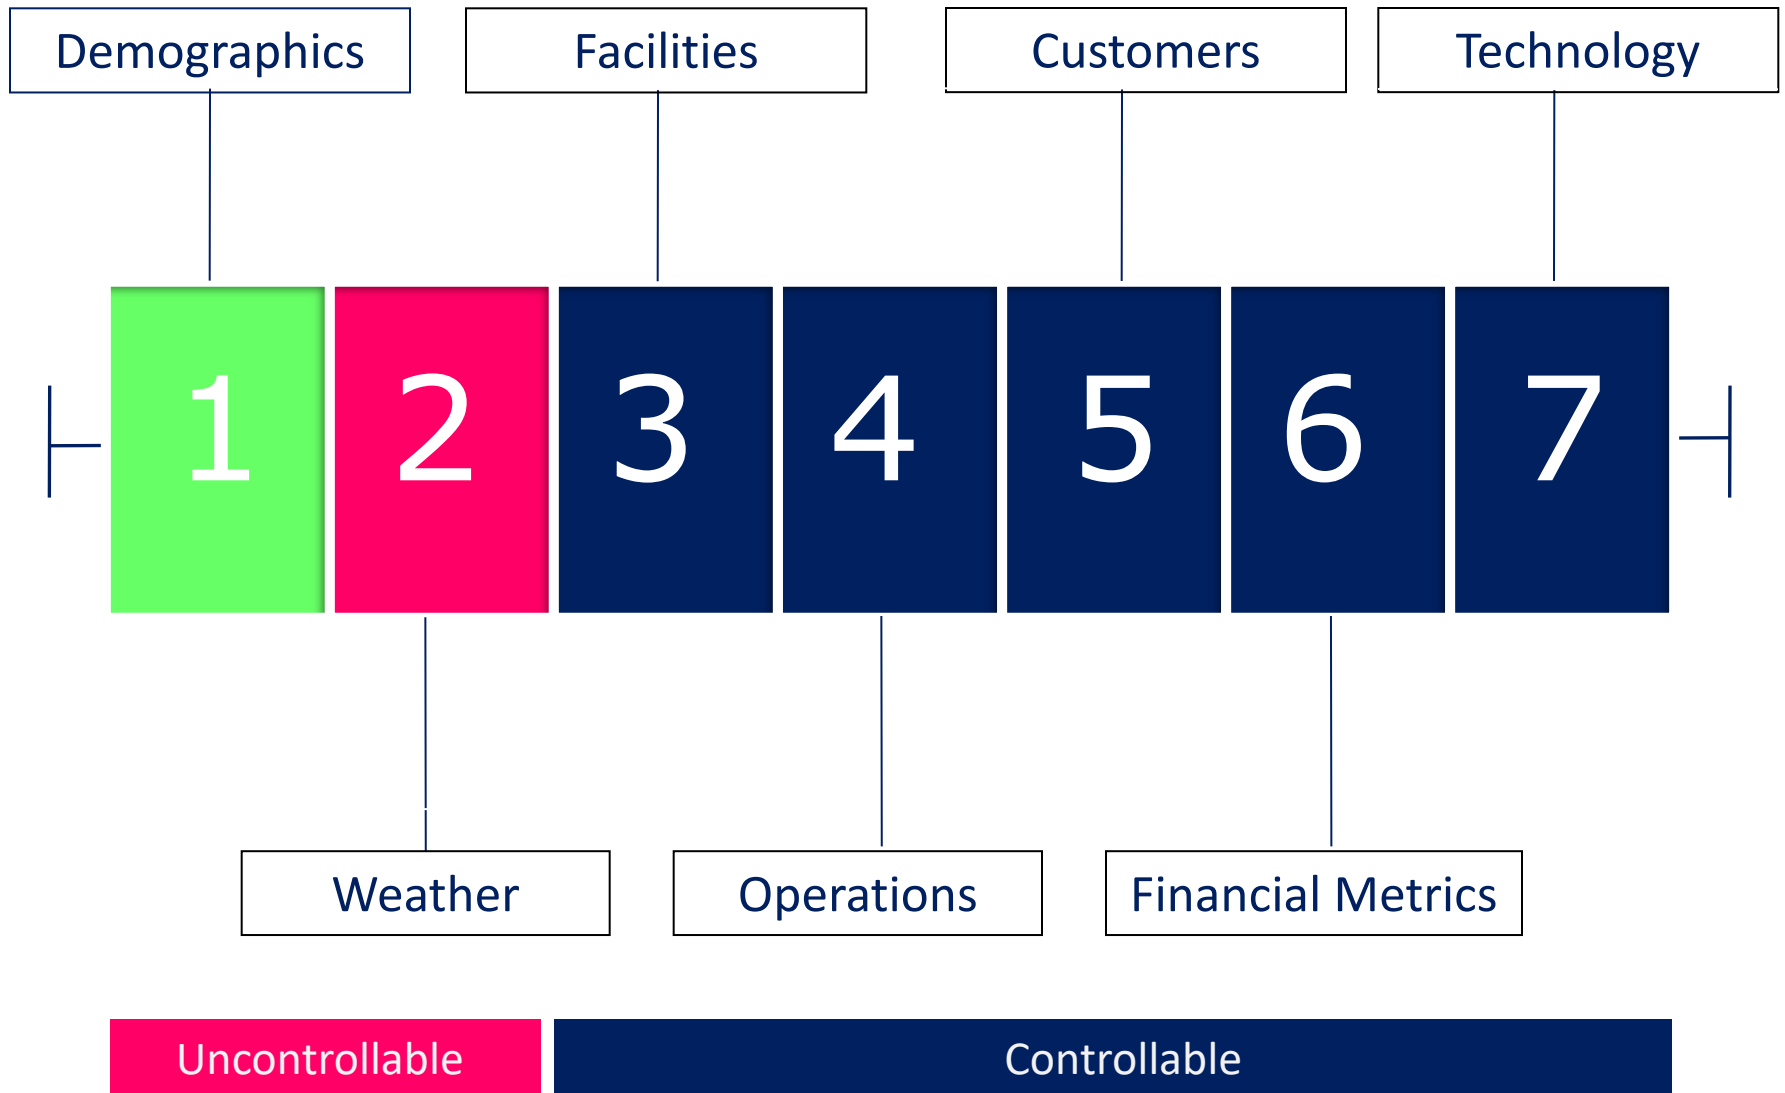 Demographics
Facilities
Customers
Technology
1
2
3
4
5
6
7
Weather
Operations
Financial Metrics
Uncontrollable
Controllable